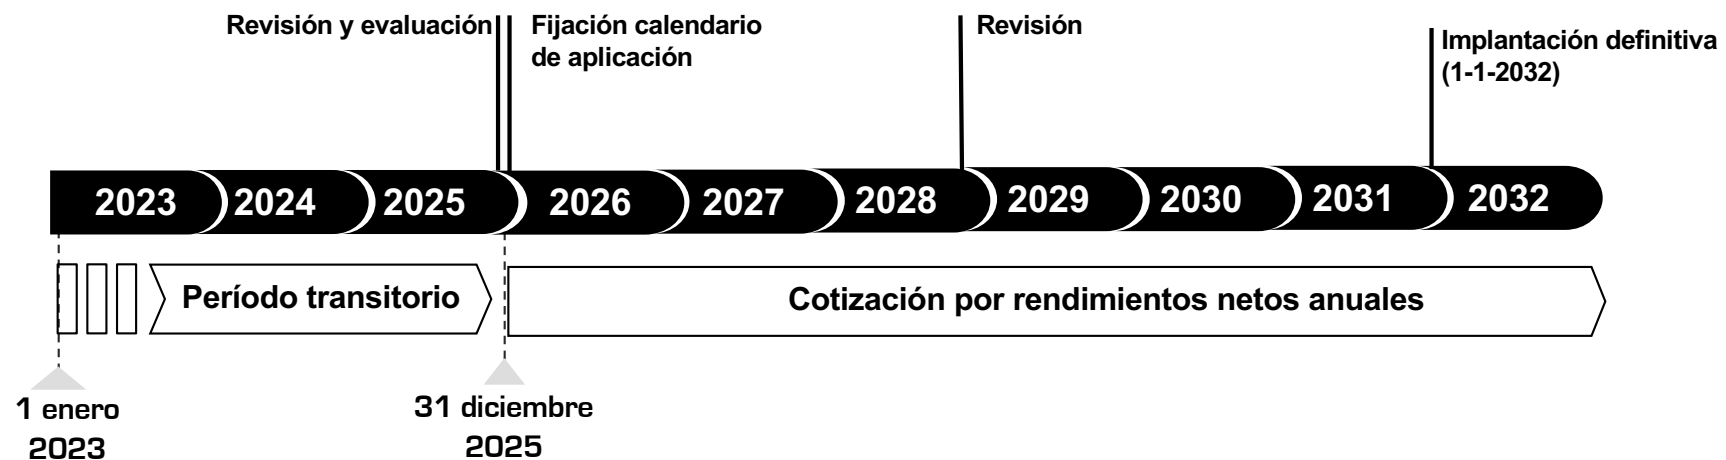 Revisión y evaluación
Fijación calendario
de aplicación
Revisión
Implantación definitiva
(1-1-2032)
2023
2024
2025
2026
2027
2028
2029
2030
2031
2032
Período transitorio
Cotización por rendimientos netos anuales
1 enero
2023
31 diciembre
2025